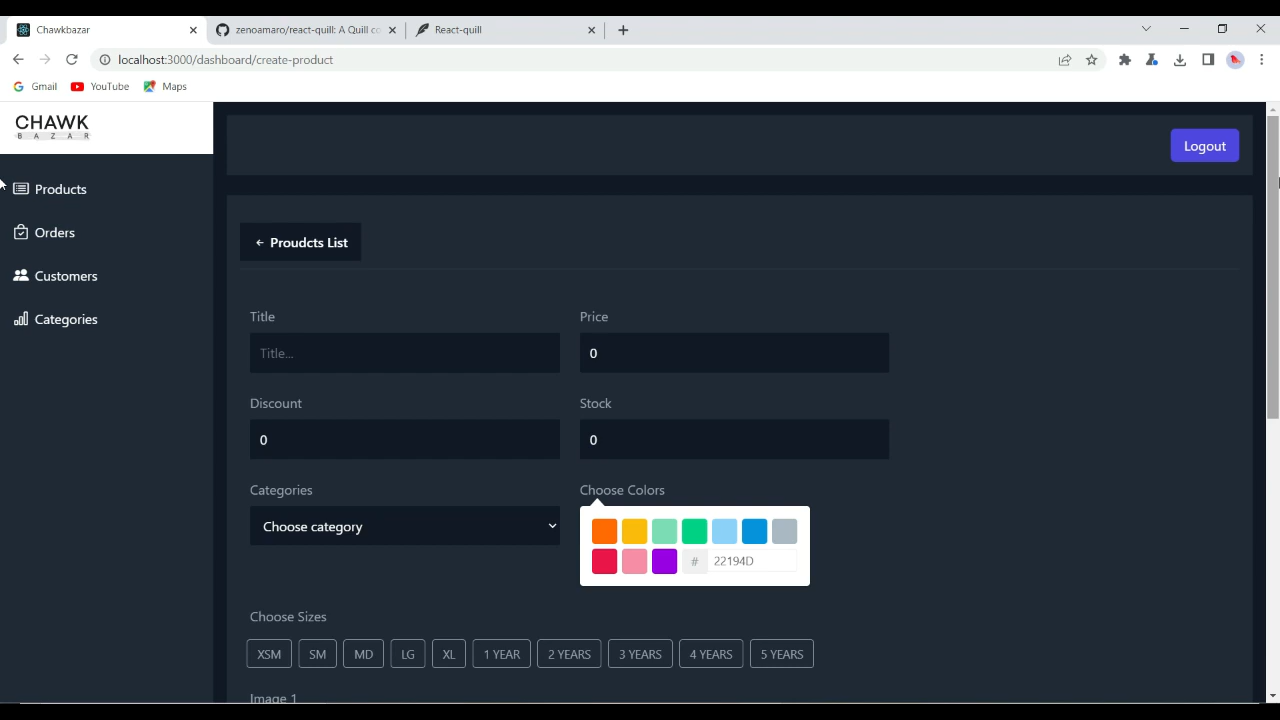 Chawkbazar
zenoamaro/react-quill: A Quill co
React-quill
localhost:3000/dashboard/create-product
Gmail
YouTube
Maps
CHAWK
BAZAR
Logout
Products
Orders
Customers
Categories
← Proudcts List
Title
Price
Title...
0
Discount
Stock
0
0
Categories
Choose Colors
Choose category
# 22194D
Choose Sizes
XSM SM MD LG XL 1 YEAR 2 YEARS 3 YEARS 4 YEARS 5 YEARS
Image 1